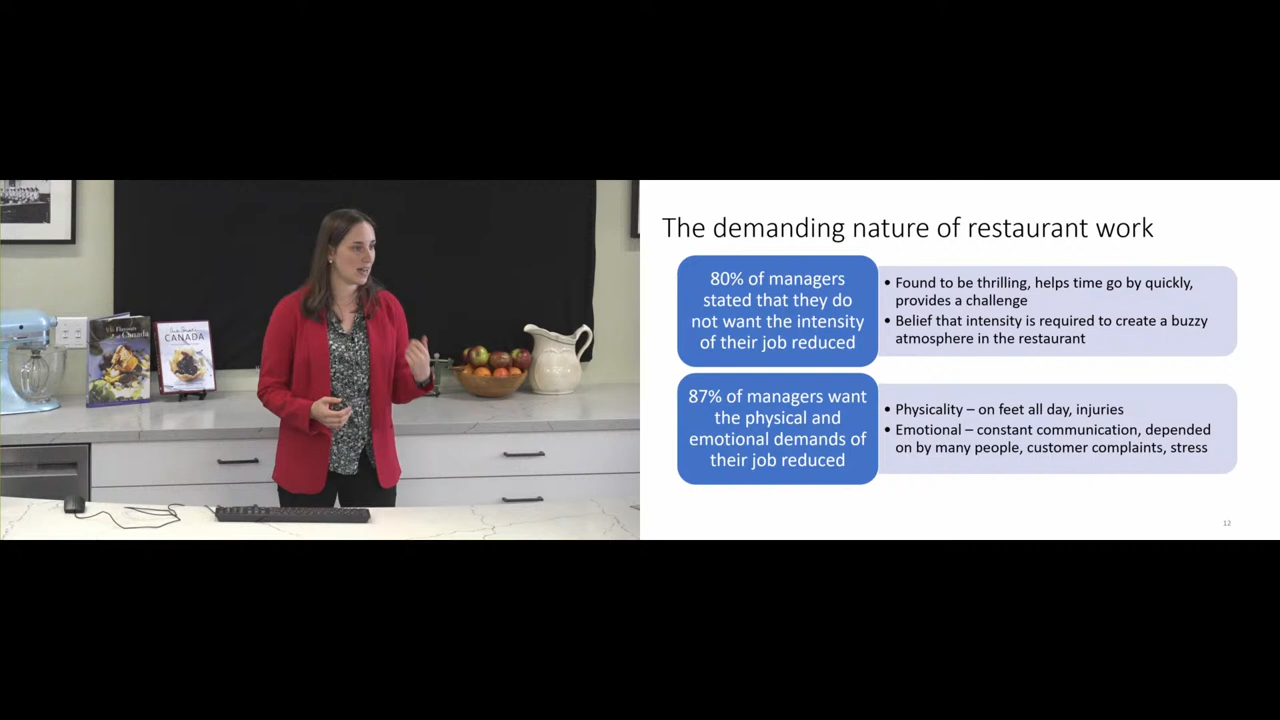 Flavours
of Canada
CANADA
The demanding nature of restaurant work
80% of managers
stated that they do
not want the intensity
of their job reduced
• Found to be thrilling, helps time go by quickly,
provides a challenge
• Belief that intensity is required to create a buzzy
atmosphere in the restaurant
87% of managers want
the physical and
emotional demands of
their job reduced
• Physicality – on feet all day, injuries
• Emotional – constant communication, depended
on by many people, customer complaints, stress
12